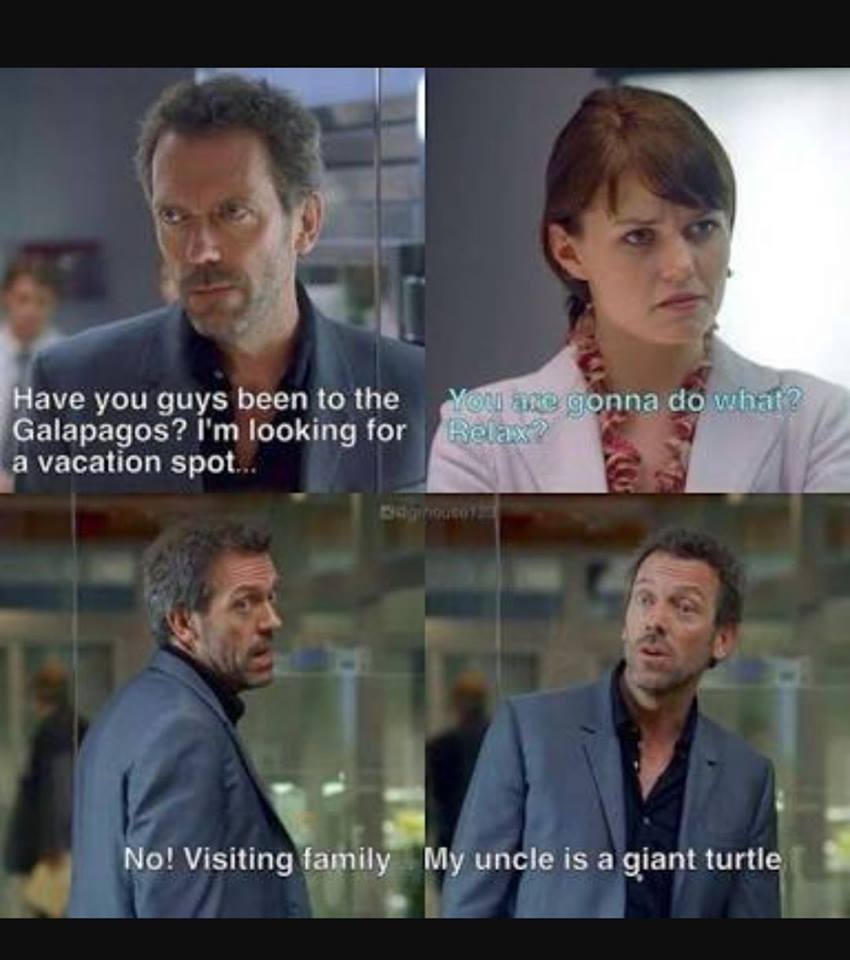 Have you guys been to the
Galapagos? I'm looking for
a vacation spot...
You are gonna do what?
Relax?
No! Visiting family
My uncle is a giant turtle